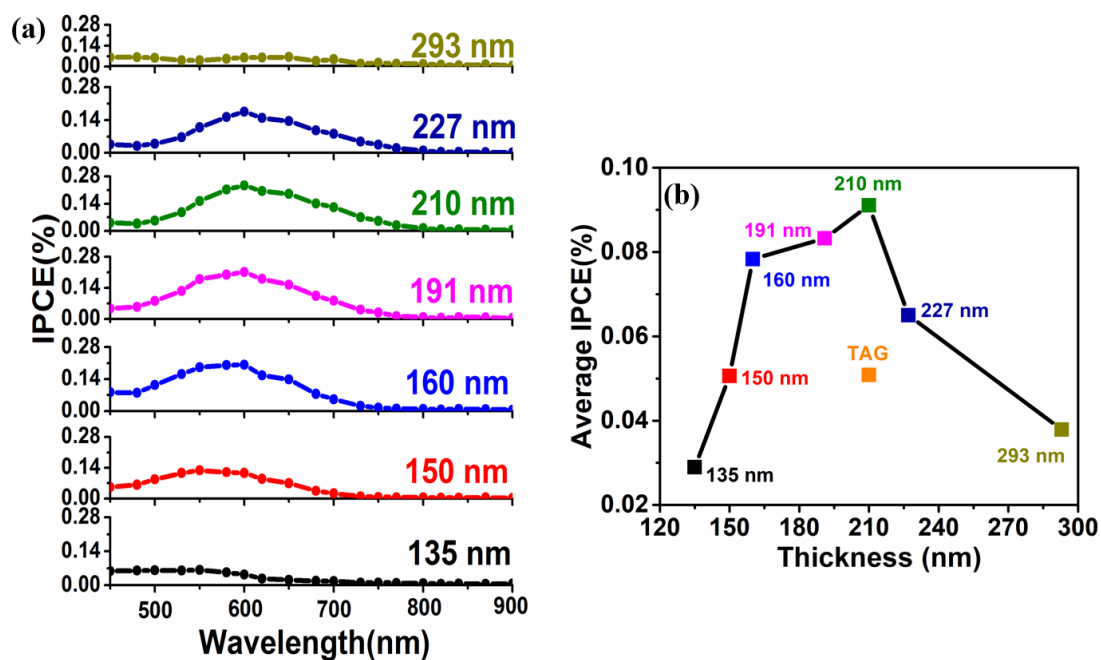 (a)
IPCE(%)
0.28
0.14
0.00
293 nm
0.28
0.14
0.00
227 nm
0.28
0.14
0.00
210 nm
0.28
0.14
0.00
191 nm
0.28
0.14
0.00
160 nm
0.28
0.14
0.00
150 nm
0.28
0.14
0.00
135 nm
500 600 700 800 900
Wavelength(nm)
(b)
Average IPCE(%)
0.10
0.08
0.06
0.04
0.02
210 nm
191 nm
160 nm
227 nm
TAG
150 nm
293 nm
135 nm
120 150 180 210 240 270 300
Thickness (nm)